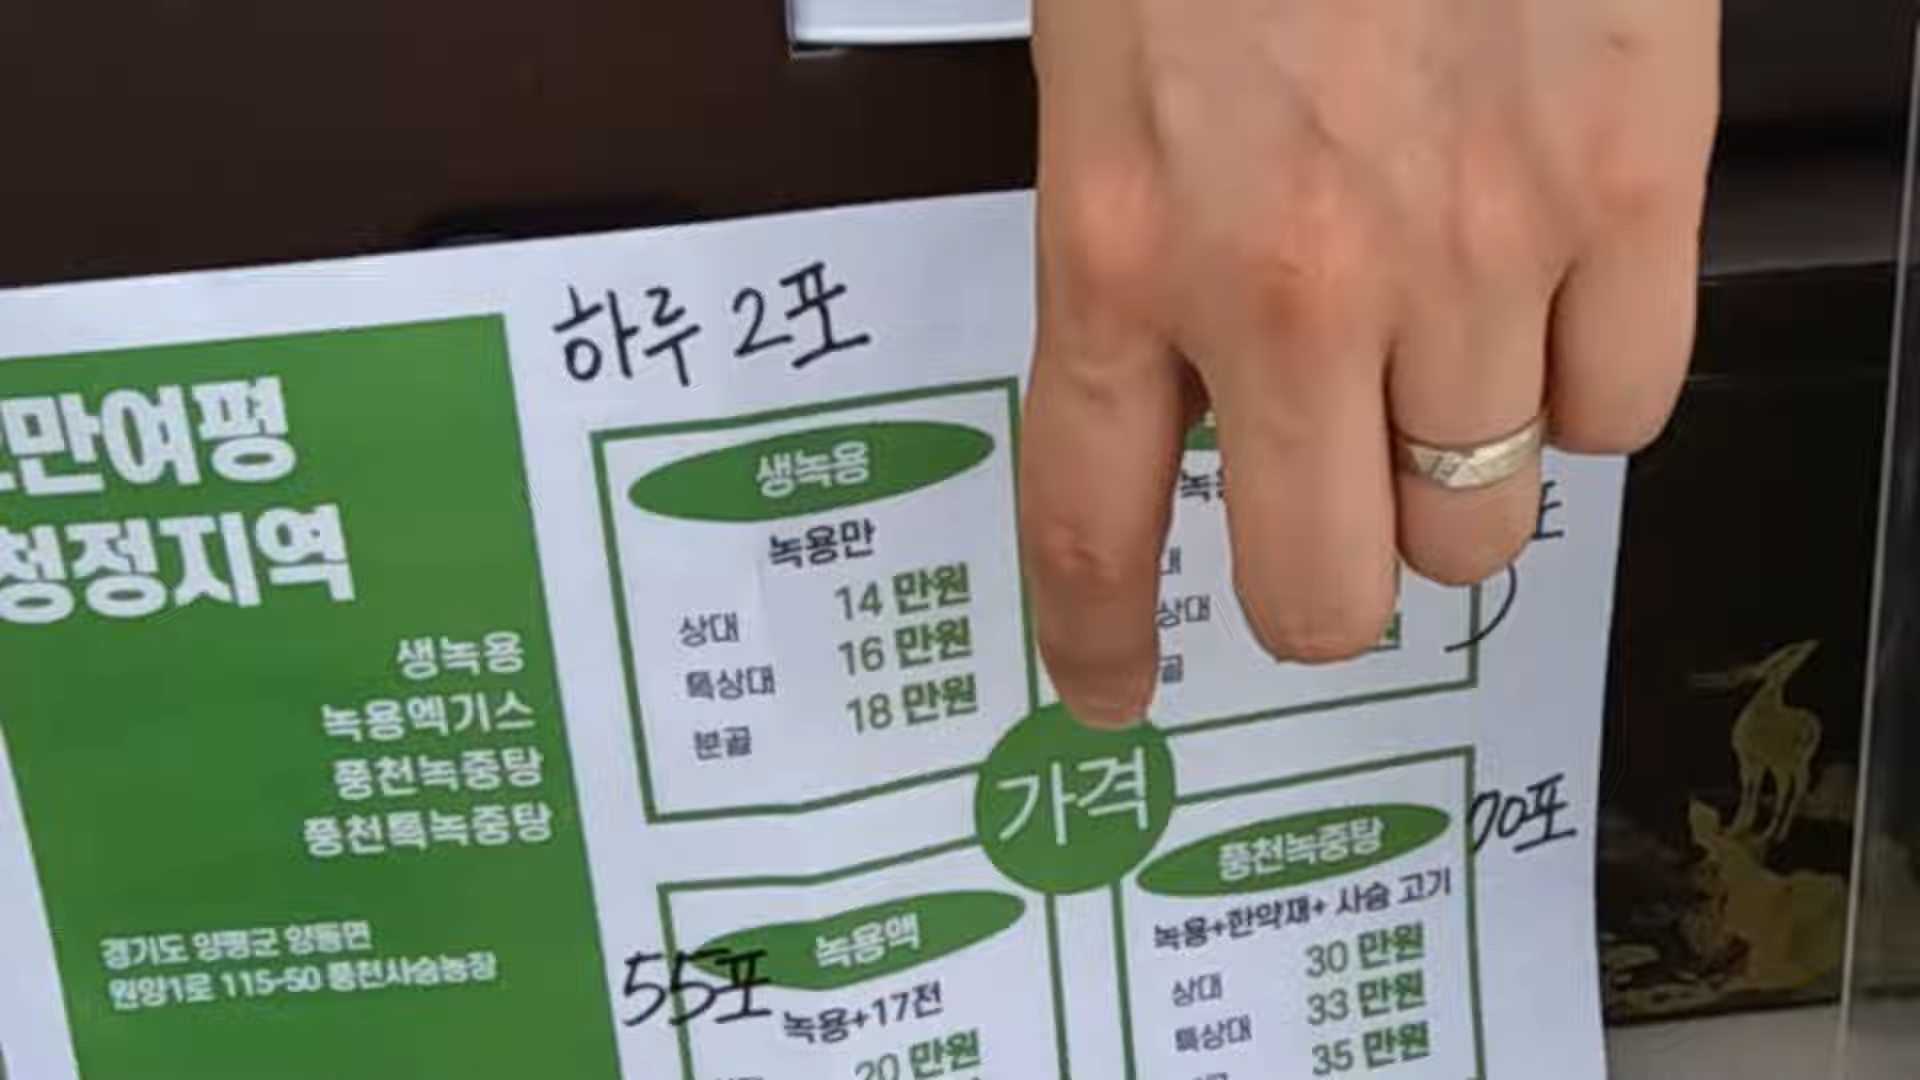 만여평
청정지역
생녹용
녹용엑기스
풍천녹중탕
풍천특녹중탕
경기도 양평군 양동면
원양1로 115-50 풍천사슴농장
하루 2포
생녹용
녹용만
상대 14 만원
특상대 16 만원
분골 18 만원
상대
골
가격
55포
녹용액
녹용+17전
20 만원
00포
풍천녹중탕
녹용+한약재+ 사슴 고기
상대 30 만원
특상대 33 만원
35 만원